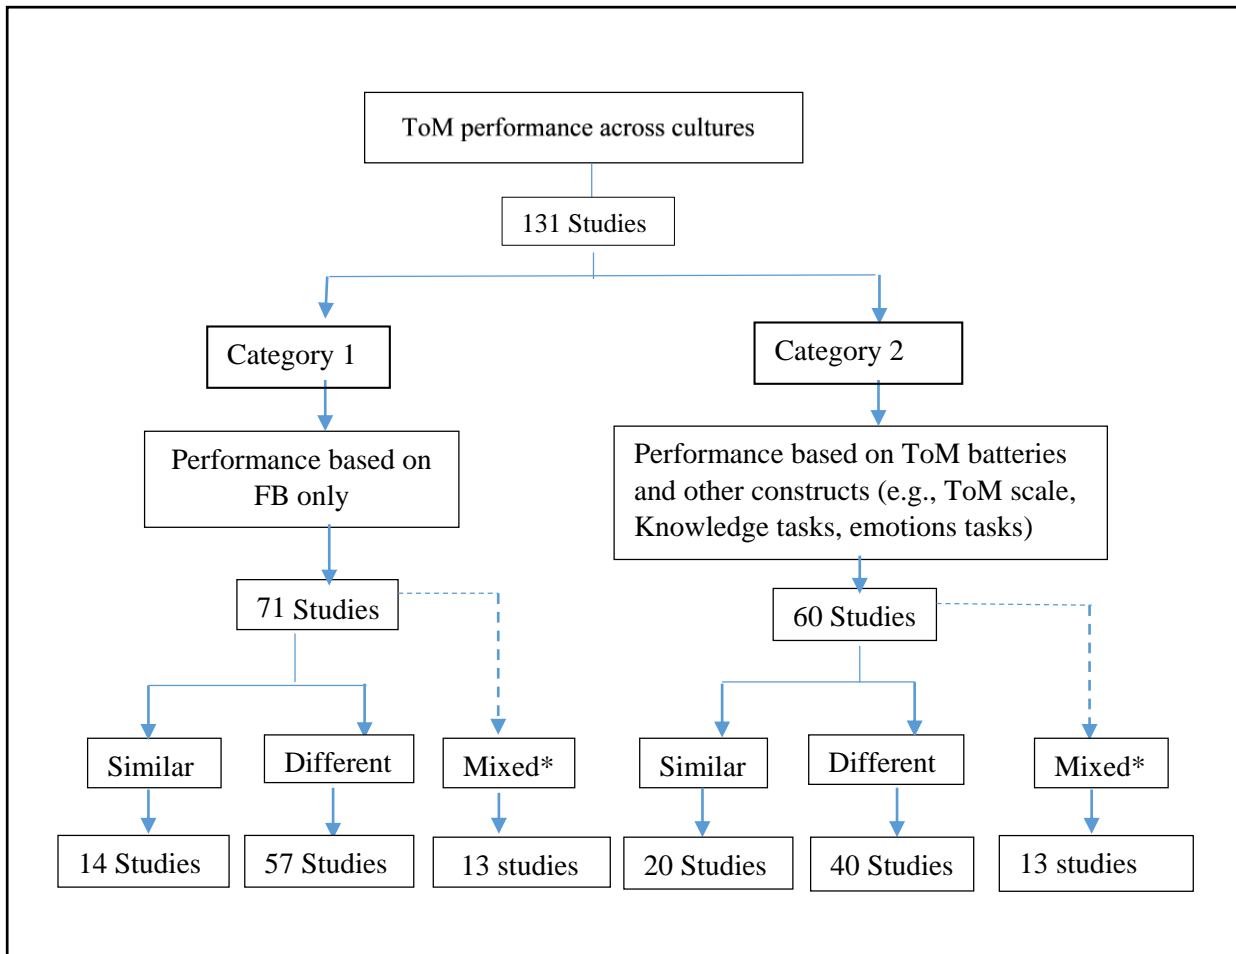 ToM performance across cultures
131 Studies
Category 1
Category 2
Performance based on
FB only
Performance based on ToM batteries
and other constructs (e.g., ToM scale,
Knowledge tasks, emotions tasks)
71 Studies
60 Studies
Similar
Different
Mixed*
Similar
Different
Mixed*
14 Studies
57 Studies
13 studies
20 Studies
40 Studies
13 studies